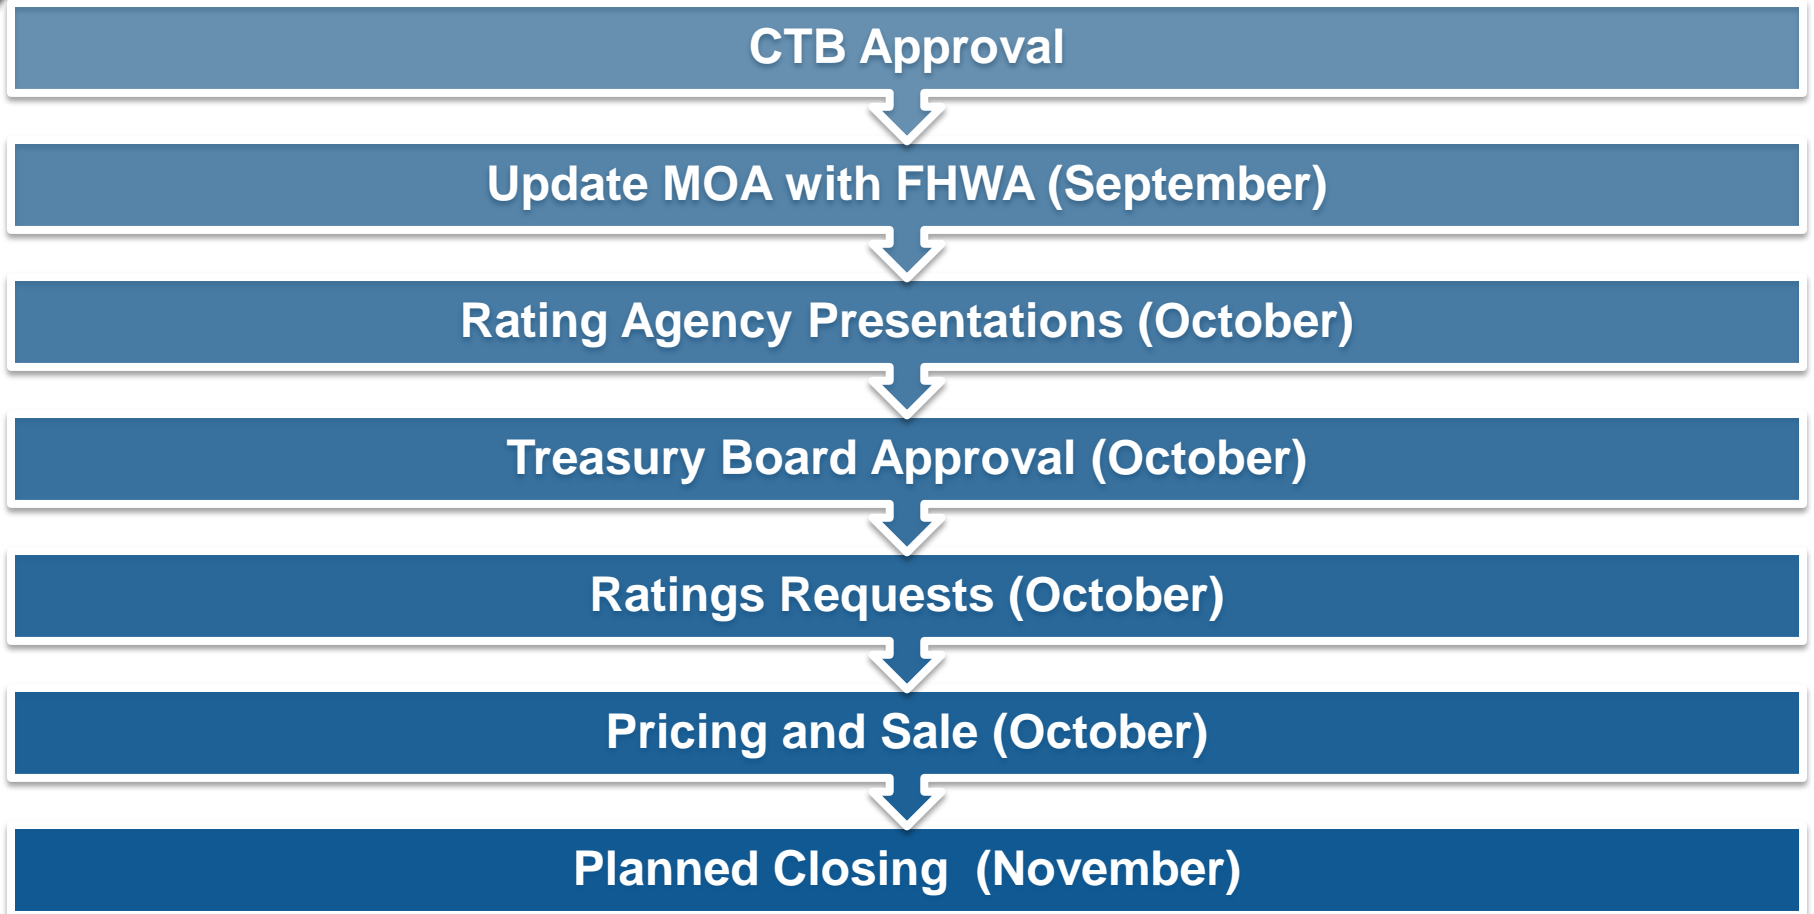 CTB Approval
Update MOA with FHWA (September)
Rating Agency Presentations (October)
Treasury Board Approval (October)
Ratings Requests (October)
Pricing and Sale (October)
Planned Closing  (November)